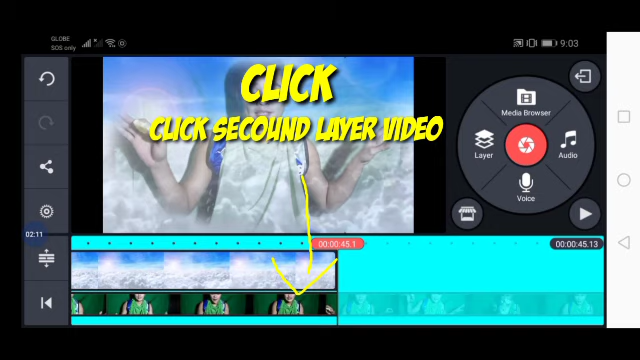 GLOBE
SOS only
9:03
CLICK
CLICK SECOUND LAYER VIDEO
Media Browser
Layer
Audio
Voice
02:11
00:00:45.1
00:00:45.13